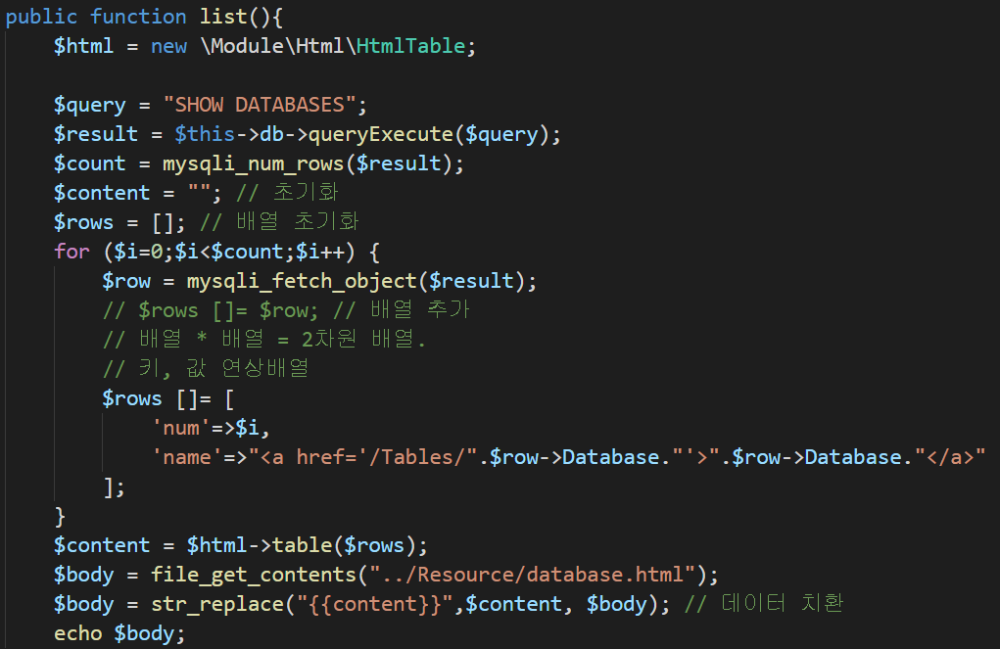 public function list(){
    $html = new \Module\Html\HtmlTable;

    $query = "SHOW DATABASES";
    $result = $this->db->queryExecute($query);
    $count = mysqli_num_rows($result);
    $content = ""; // 초기화
    $rows = []; // 배열 초기화
    for ($i=0;$i<$count;$i++) {
        $row = mysqli_fetch_object($result);
        // $rows []= $row; // 배열 추가
        // 배열 * 배열 = 2차원 배열.
        // 키, 값 연상배열
        $rows []= [
            'num'=>$i,
            'name'=>"<a href='/Tables/".$row->Database."'>".$row->Database."</a>"
        ];
    }
    $content = $html->table($rows);
    $body = file_get_contents("../Resource/database.html");
    $body = str_replace("{{content}}",$content, $body); // 데이터 치환
    echo $body;